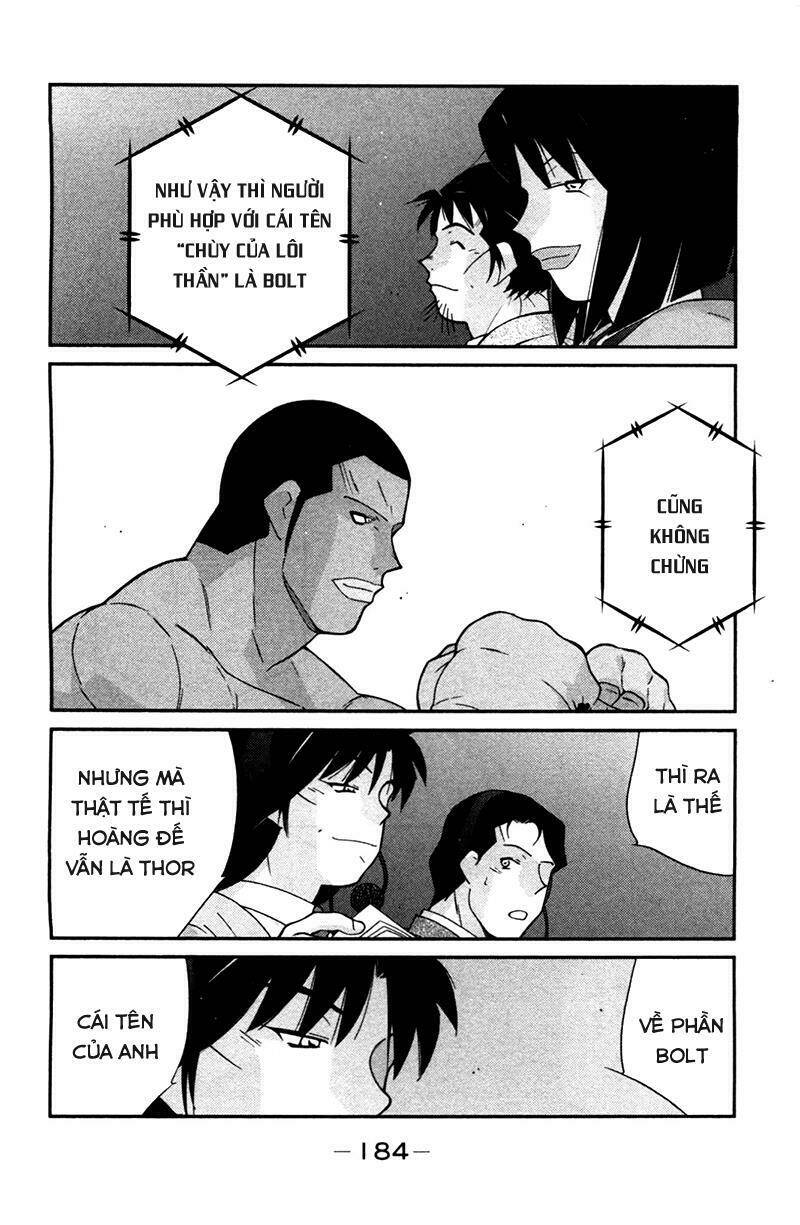 NHƯ VẬY THÌ NGƯỜI
PHÙ HỢP VỚI CÁI TÊN
“CHÙY CỦA LÔI
THẦN” LÀ BOLT
CŨNG
KHÔNG
CHỪNG
THÌ RA
LÀ THẾ
NHƯNG MÀ
THẬT TẾ THÌ
HOÀNG ĐẾ
VẪN LÀ THOR
VỀ PHẦN
BOLT
CÁI TÊN
CỦA ANH
— 184 —